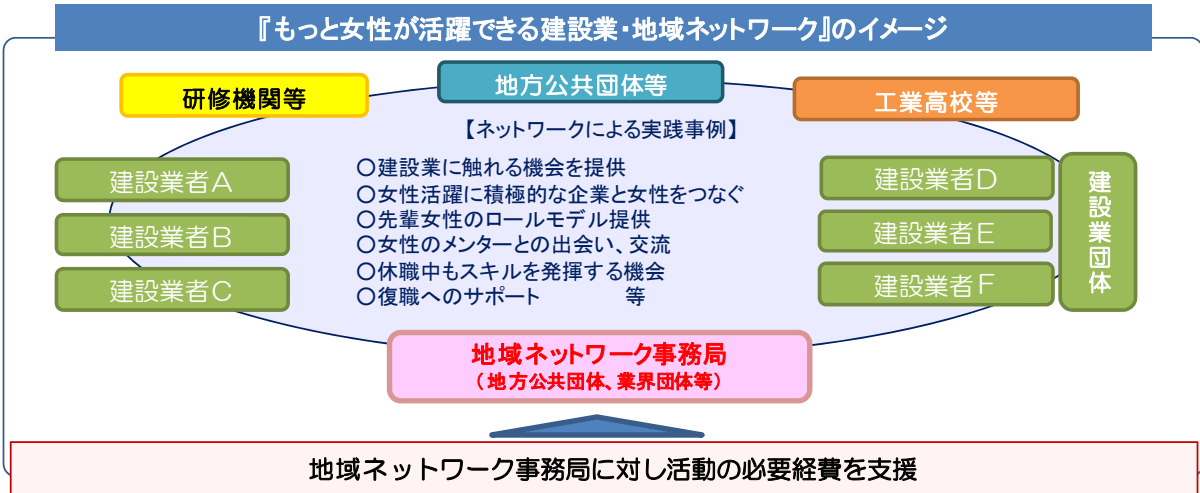 『もっと女性が活躍できる建設業・地域ネットワーク』のイメージ
研修機関等
地方公共団体等
工業高校等
【ネットワークによる実践事例】
建設業者A
建設業者B
建設業者C
○建設業に触れる機会を提供
○女性活躍に積極的な企業と女性をつなぐ
○先輩女性のロールモデル提供
○女性のメンターとの出会い、交流
○休職中もスキルを発揮する機会
○復職へのサポート　　　　等
建設業者D
建設業者E
建設業者F
建設業団体
地域ネットワーク事務局
（地方公共団体、業界団体等）
地域ネットワーク事務局に対し活動の必要経費を支援